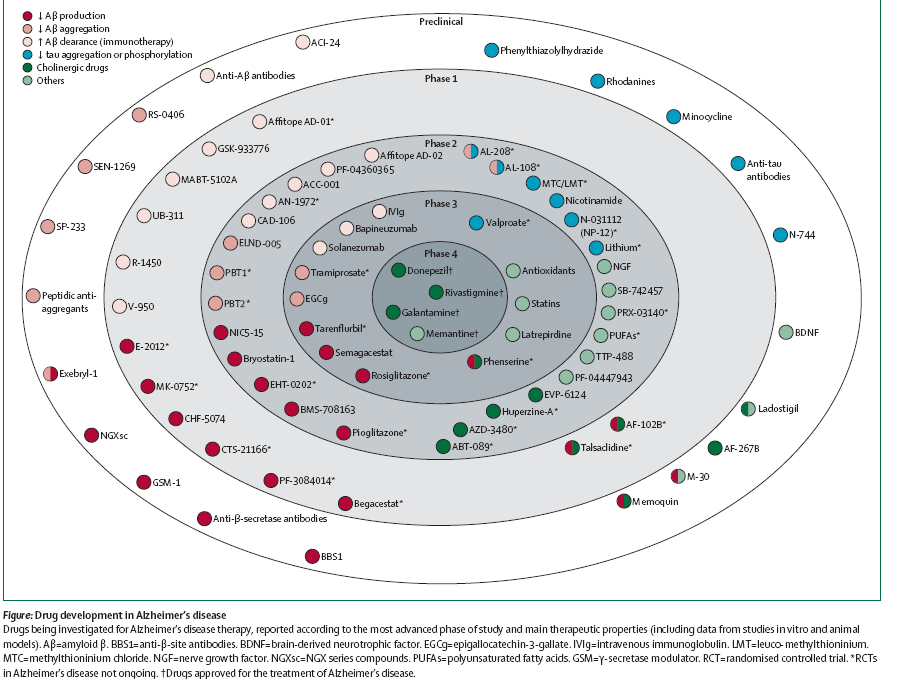 Preclinical
↓ Aβ production
↓ Aβ aggregation
↑ Aβ clearance (immunotherapy)
↓ tau aggregation or phosphorylation
Cholinergic drugs
Others
ACI-24
Phenylthiazolylhydrazide
Anti-Aβ antibodies
Rhodanines
RS-0406
Minocycline
SEN-1269
Anti-tau
antibodies
SP-233
N-744
Peptidic anti-
aggregants
BDNF
Exebryl-1
Ladostigil
NGXsc
AF-267B
GSM-1
M-30
Memoquin
Anti-β-secretase antibodies
BBS1
Phase 1
Affitope AD-01*
GSK-933776
MABT-5102A
UB-311
R-1450
V-950
E-2012*
MK-0752*
CHF-5074
CTS-21166*
PF-3084014*
Begacestat*
AF-102B*
Talsaclidine*
Phase 2
Affitope AD-02
AL-208*
PF-04360365
AL-108*
ACC-001
MTC/LMT*
AN-1972*
Nicotinamide
CAD-106
N-031112
(NP-12)*
ELND-005
Lithium*
PBT1*
NGF
PBT2*
SB-742457
PRX-03140*
NIC5-15
PUFAs*
Bryostatin-1
TTP-488
EHT-0202*
PF-04447943
BMS-708163
EVP-6124
Pioglitazone*
Huperzine-A*
AZD-3480*
ABT-089*
Phase 3
IVIg
Bapineuzumab
Valproate*
Solanezumab
Tramiprosate*
Antioxidants
EGCg
Statins
Tarenflurbil*
Latrepirdine
Semagacestat
Phenserine*
Rosiglitazone*
Phase 4
Donepezil†
Rivastigmine†
Galantamine†
Memantine†
Figure: Drug development in Alzheimer's disease
Drugs being investigated for Alzheimer's disease therapy, reported according to the most advanced phase of study and main therapeutic properties (including data from studies in vitro and animal
models). Aβ=amyloid β. BBS1=anti-β-site antibodies. BDNF=brain-derived neurotrophic factor. EGCg=epigallocatechin-3-gallate. IVIg=intravenous immunoglobulin. LMT=leuco-methylthioninium.
MTC=methylthioninium chloride. NGF=nerve growth factor. NGXsc=NGX series compounds. PUFAs=polyunsaturated fatty acids. GSM=γ-secretase modulator. RCT=randomised controlled trial. *RCTs
in Alzheimer's disease not ongoing. †Drugs approved for the treatment of Alzheimer's disease.